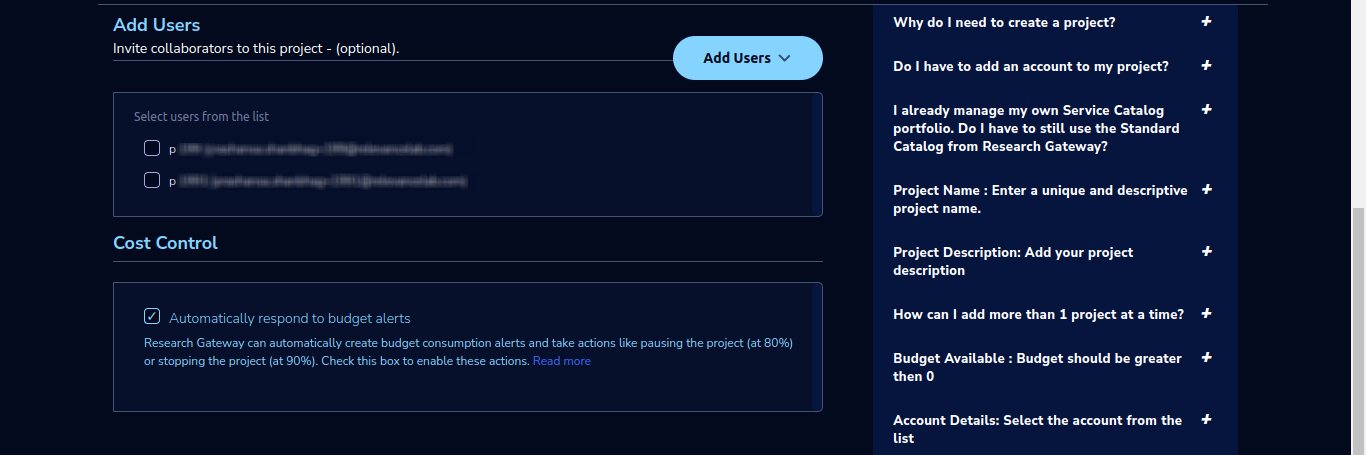 Add Users
Invite collaborators to this project - (optional).
Add Users
Select users from the list
p
p
Cost Control
Automatically respond to budget alerts
Research Gateway can automatically create budget consumption alerts and take actions like pausing the project (at 80%)
or stopping the project (at 90%). Check this box to enable these actions. Read more
Why do I need to create a project?
Do I have to add an account to my project?
I already manage my own Service Catalog
portfolio. Do I have to still use the Standard
Catalog from Research Gateway?
Project Name : Enter a unique and descriptive
project name.
Project Description: Add your project
description
How can I add more than 1 project at a time?
Budget Available : Budget should be greater
then 0
Account Details: Select the account from the
list